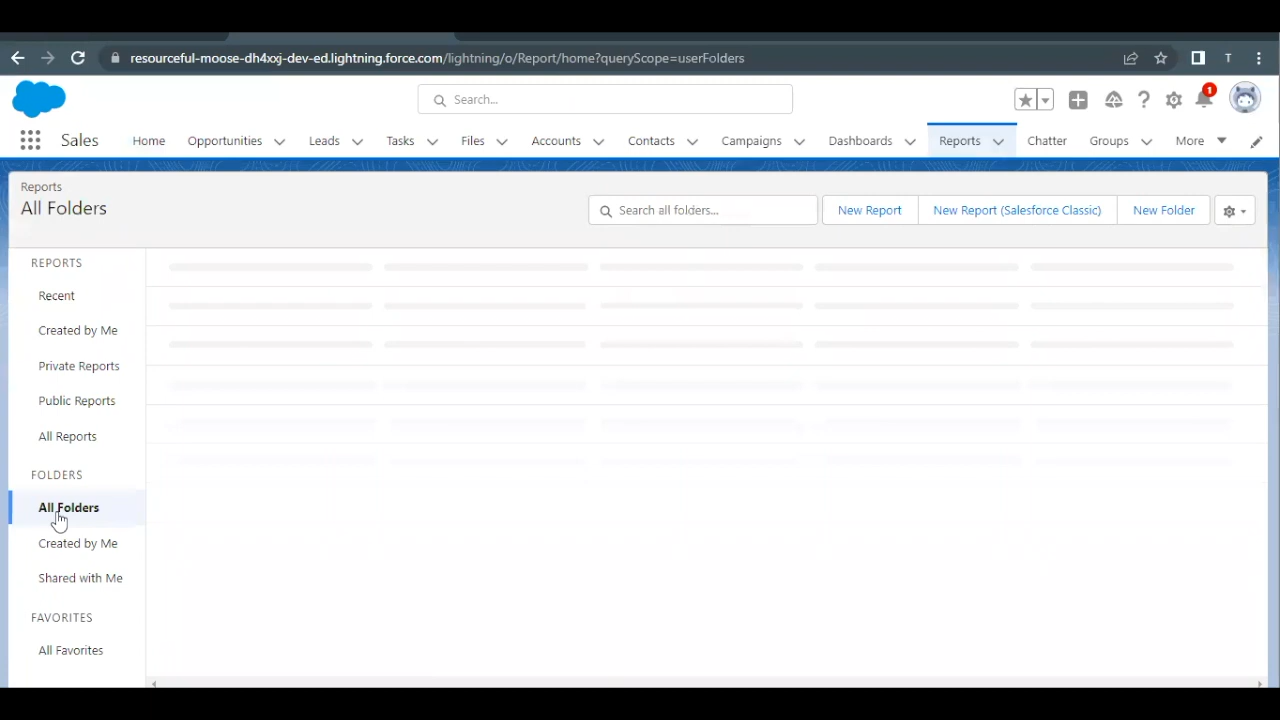 resourceful-moose-dh4xxj-dev-ed.lightning.force.com/lightning/o/Report/home?queryScope=userFolders
T
Search...
1
Sales
Home
Opportunities
Leads
Tasks
Files
Accounts
Contacts
Campaigns
Dashboards
Reports
Chatter
Groups
More
Reports
All Folders
Search all folders...
New Report
New Report (Salesforce Classic)
New Folder
REPORTS
Recent
Created by Me
Private Reports
Public Reports
All Reports
FOLDERS
All Folders
Created by Me
Shared with Me
FAVORITES
All Favorites